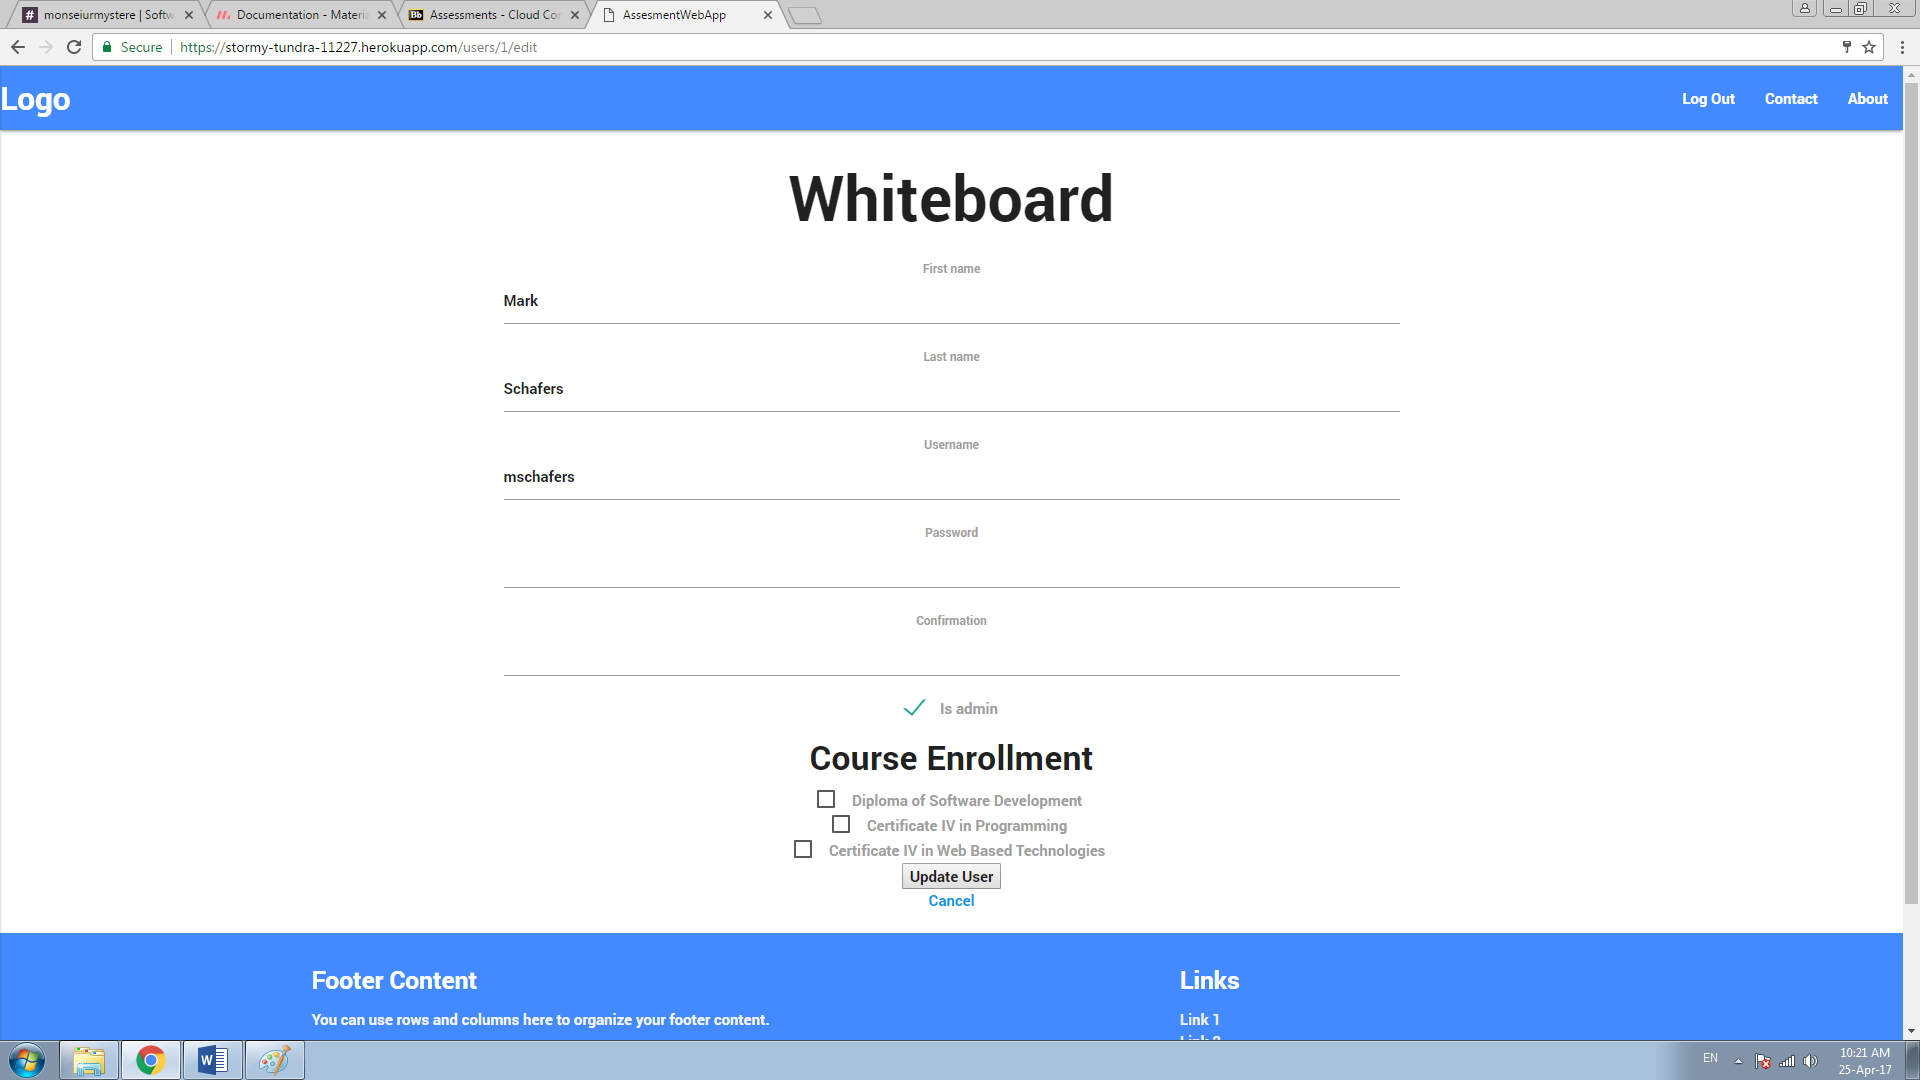 monseiurmystere | Softw
Documentation - Materia
Bb Assessments - Cloud Co
AssesmentWebApp
Secure https://stormy-tundra-11227.herokuapp.com/users/1/edit
Logo
Log Out Contact About
Whiteboard
First name
Mark
Last name
Schafers
Username
mschafers
Password
Confirmation
Is admin
Course Enrollment
Diploma of Software Development
Certificate IV in Programming
Certificate IV in Web Based Technologies
Update User
Cancel
Footer Content
Links
You can use rows and columns here to organize your footer content.
Link 1
EN
10:21 AM
25-Apr-17